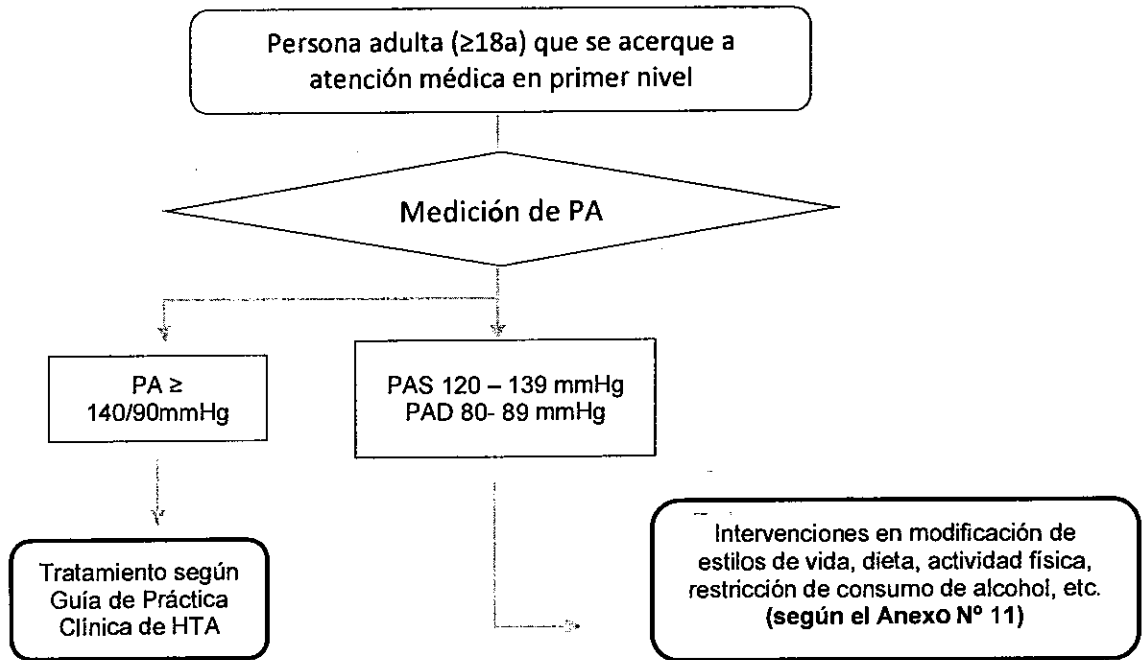 Persona adulta (≥18a) que se acerque a
atención médica en primer nivel
Medición de PA
PA ≥
140/90mmHg
PAS 120 – 139 mmHg
PAD 80- 89 mmHg
Tratamiento según
Guía de Práctica
Clínica de HTA
Intervenciones en modificación de
estilos de vida, dieta, actividad física,
restricción de consumo de alcohol, etc.
(según el Anexo Nº 11)